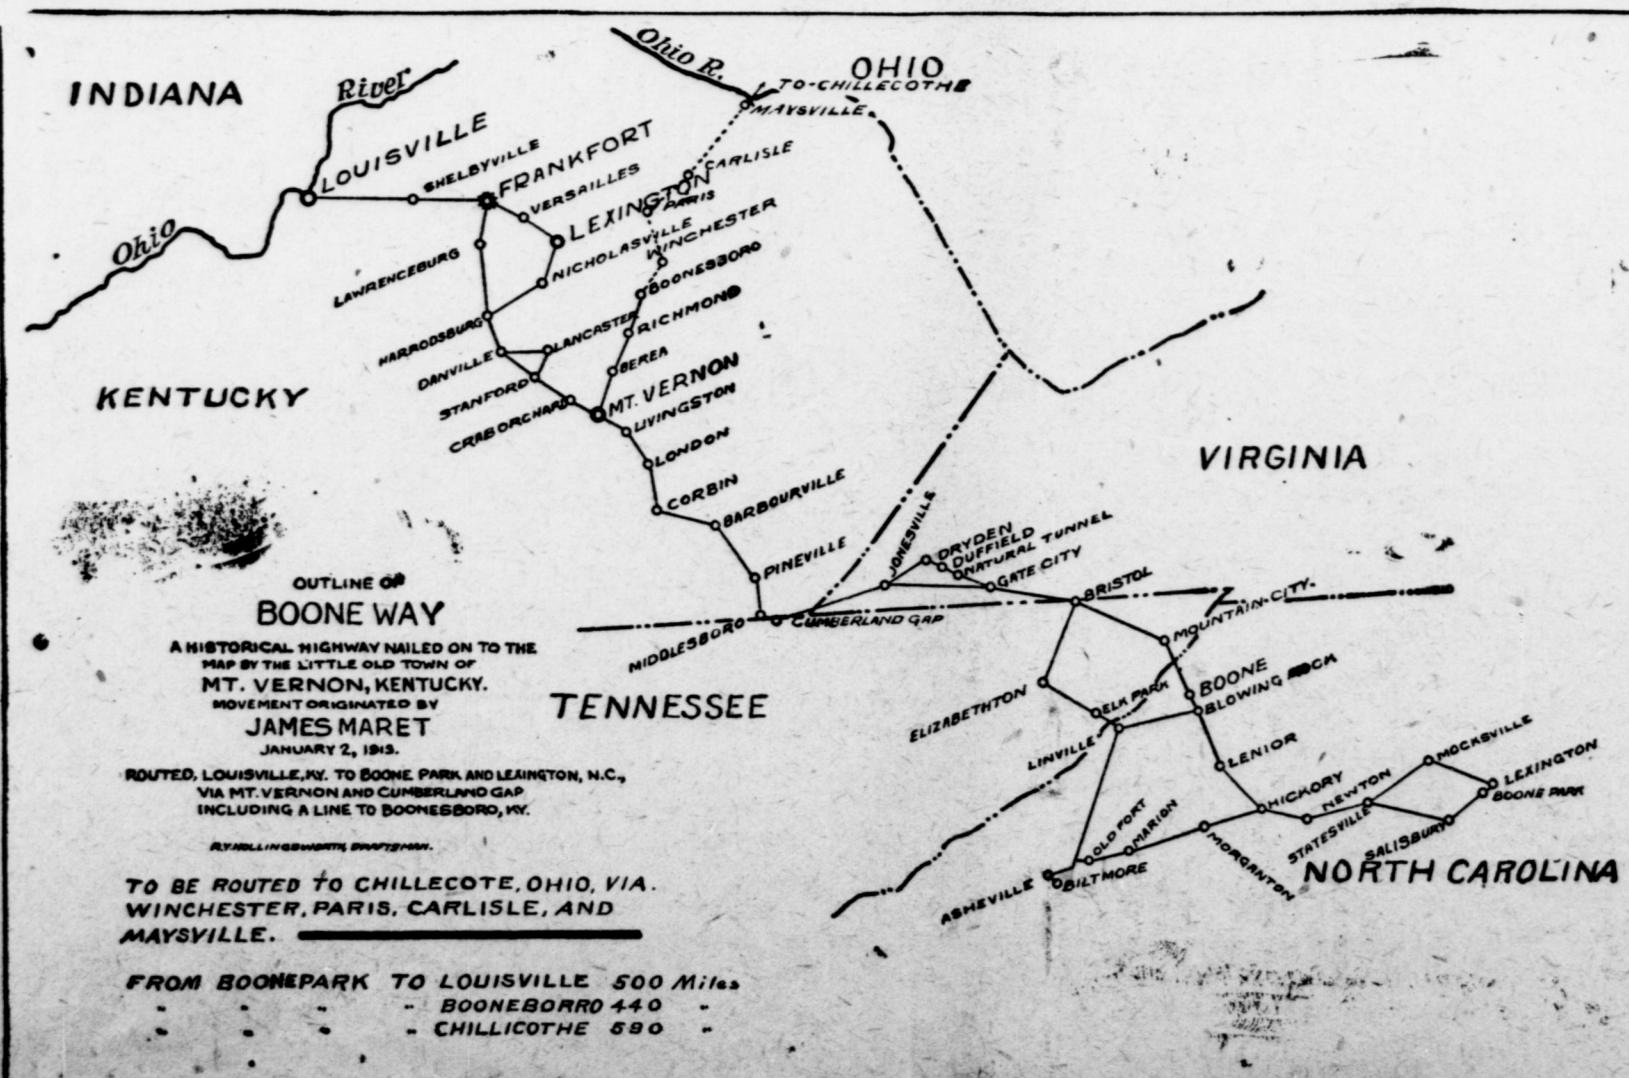 INDIANA
River
Ohio R.
OHIO
TO-CHILLECOTHE
MAYSVILLE
LOUISVILLE
SHELBYVILLE
FRANKFORT
VERSAILLES
CARLISLE
LEXINGTON
PARIS
Ohio
LAWRENCEBURG
NICHOLASVILLE
WINCHESTER
BOONESBORO
HARRODSBURG
LANCASTER
RICHMOND
DANVILLE
BEREA
STANFORD
MT. VERNON
KENTUCKY
CRAB ORCHARD
LIVINGSTON
LONDON
VIRGINIA
CORBIN
BARBOURVILLE
PINEVILLE
JONESVILLE
DRYDEN
DUFFIELD
NATURAL TUNNEL
GATE CITY
BRISTOL
MIDDLESBORO
CUMBERLAND GAP
MOUNTAIN-CITY.
TENNESSEE
ELIZABETHTON
ELK PARK
BOONE
BLOWING
LINVILLE
LENIOR
MOCKSVILLE
HICKORY
NEWTON
LEXINGTON
BOONE PARK
STATESVILLE
SALISBURY
OLD FORT
MARION
MORGANTON
ASHEVILLE
BILTMORE
NORTH CAROLINA
OUTLINE OF
BOONE WAY
A HISTORICAL HIGHWAY NAILED ON TO THE
MAP BY THE LITTLE OLD TOWN OF
MT. VERNON, KENTUCKY.
MOVEMENT ORIGINATED BY
JAMES MARET
JANUARY 2, 1913.
ROUTED, LOUISVILLE, KY. TO BOONE PARK AND LEXINGTON, N.C.,
VIA MT. VERNON AND CUMBERLAND GAP
INCLUDING A LINE TO BOONESBORO, KY.
R.Y. HOLLINGSWORTH, DRAFTSMAN.
TO BE ROUTED TO CHILLECOTE, OHIO, VIA.
WINCHESTER, PARIS, CARLISLE, AND
MAYSVILLE.
FROM BOONEPARK TO LOUISVILLE 500 Miles
" " " " BOONEBORRO 440 "
" " " " CHILLICOTHE 590 "